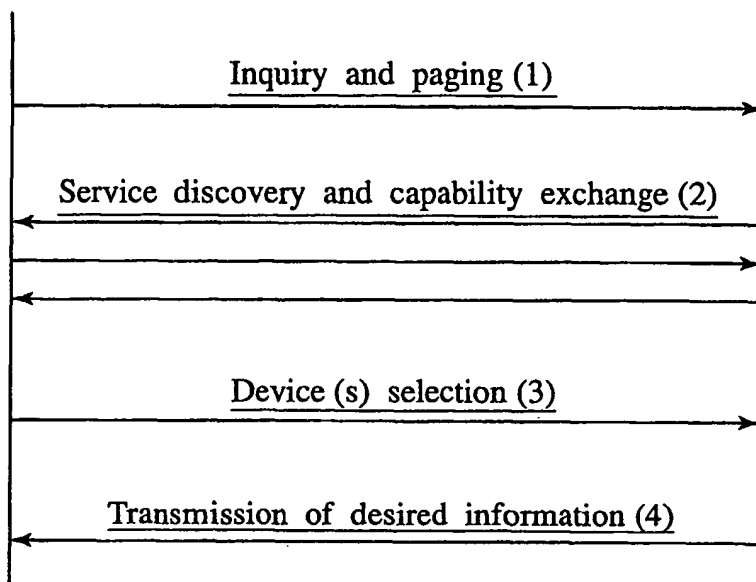 Inquiry and paging (1)
Service discovery and capability exchange (2)
Device (s) selection (3)
Transmission of desired information (4)